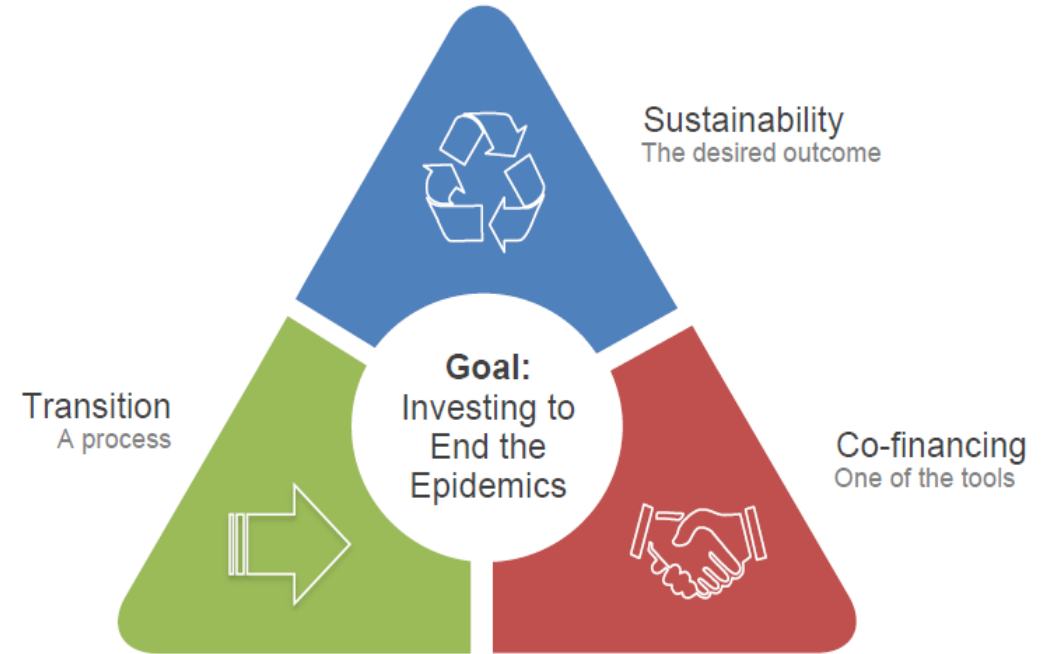 Sustainability
The desired outcome
Goal:
Investing to
End the
Epidemics
Transition
A process
Co-financing
One of the tools